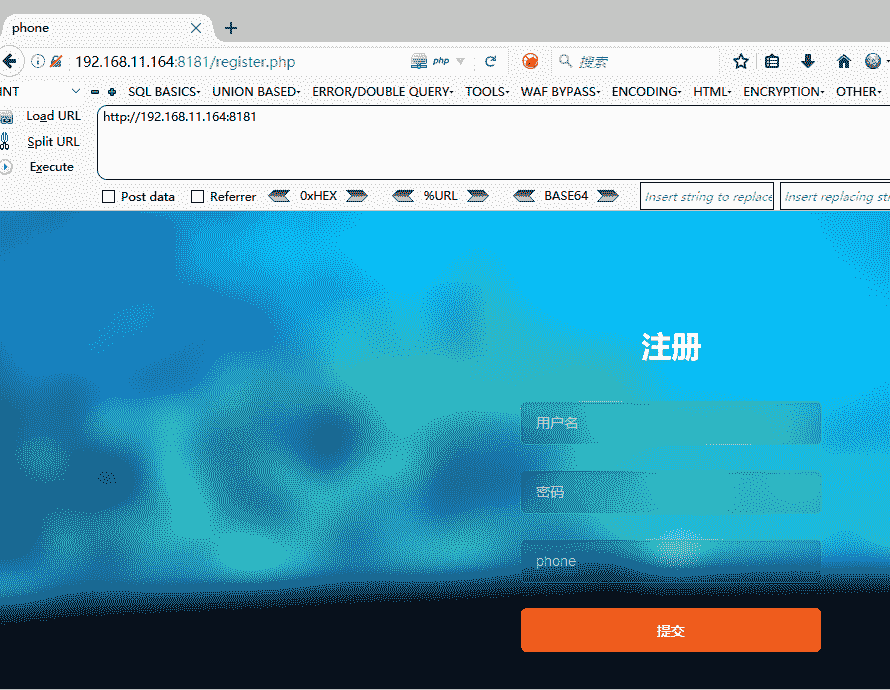 phone
192.168.11.164:8181/register.php php 搜索
INT SQL BASICS UNION BASED ERROR/DOUBLE QUERY TOOLS WAF BYPASS ENCODING HTML ENCRYPTION OTHER
Load URL http://192.168.11.164:8181
Split URL
Execute
Post data Referrer 0xHEX %URL BASE64 Insert string to replace Insert replacing str
注册
用户名
密码
phone
提交